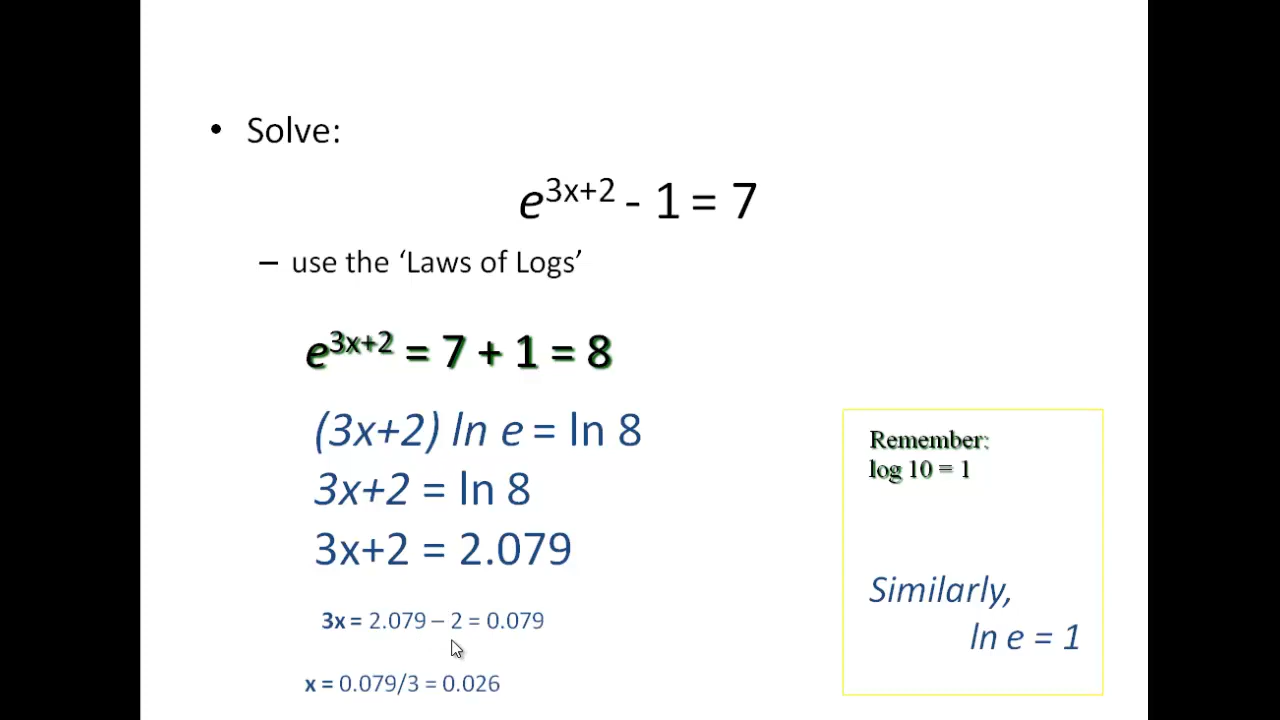 • Solve:
e^3x+2 - 1 = 7
– use the ‘Laws of Logs’
e^3x+2 = 7 + 1 = 8
(3x+2) ln e = ln 8
3x+2 = ln 8
3x+2 = 2.079
3x = 2.079 – 2 = 0.079
x = 0.079/3 = 0.026
Remember:
log 10 = 1
Similarly,
ln e = 1